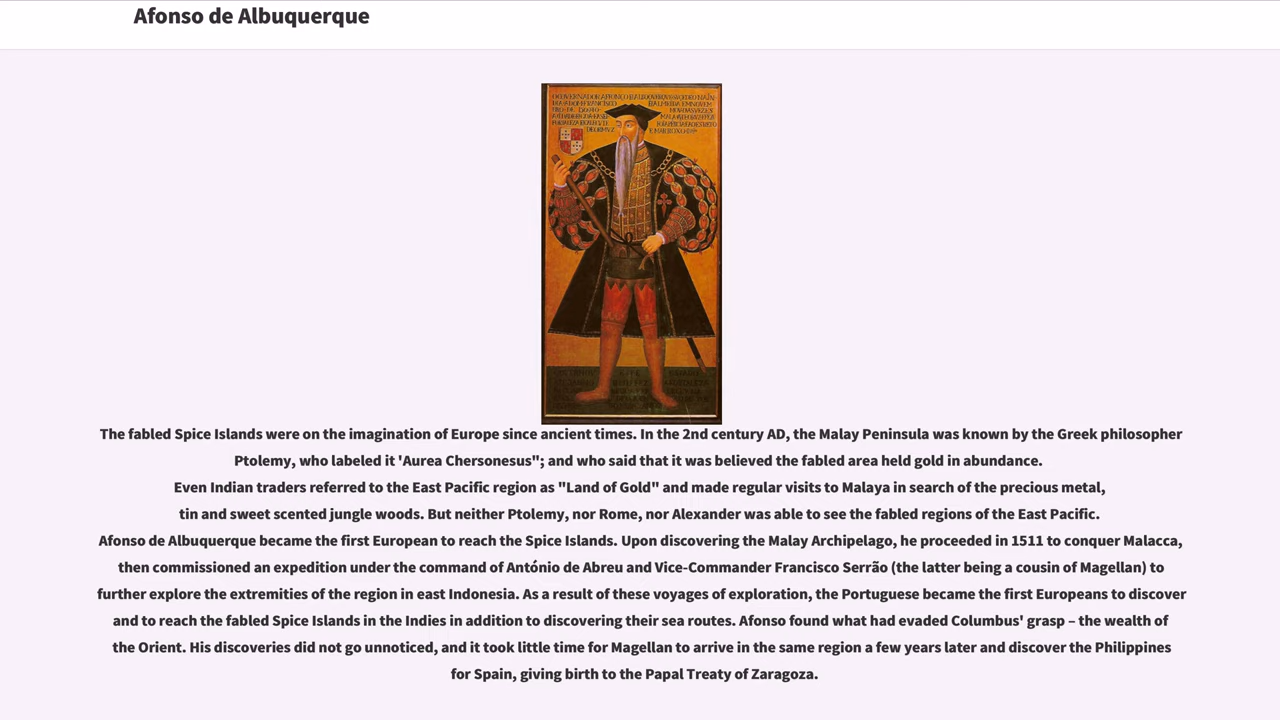 Afonso de Albuquerque
The fabled Spice Islands were on the imagination of Europe since ancient times. In the 2nd century AD, the Malay Peninsula was known by the Greek philosopher
Ptolemy, who labeled it 'Aurea Chersonesus"; and who said that it was believed the fabled area held gold in abundance.
Even Indian traders referred to the East Pacific region as "Land of Gold" and made regular visits to Malaya in search of the precious metal,
tin and sweet scented jungle woods. But neither Ptolemy, nor Rome, nor Alexander was able to see the fabled regions of the East Pacific.
Afonso de Albuquerque became the first European to reach the Spice Islands. Upon discovering the Malay Archipelago, he proceeded in 1511 to conquer Malacca,
then commissioned an expedition under the command of António de Abreu and Vice-Commander Francisco Serrão (the latter being a cousin of Magellan) to
further explore the extremities of the region in east Indonesia. As a result of these voyages of exploration, the Portuguese became the first Europeans to discover
and to reach the fabled Spice Islands in the Indies in addition to discovering their sea routes. Afonso found what had evaded Columbus' grasp – the wealth of
the Orient. His discoveries did not go unnoticed, and it took little time for Magellan to arrive in the same region a few years later and discover the Philippines
for Spain, giving birth to the Papal Treaty of Zaragoza.